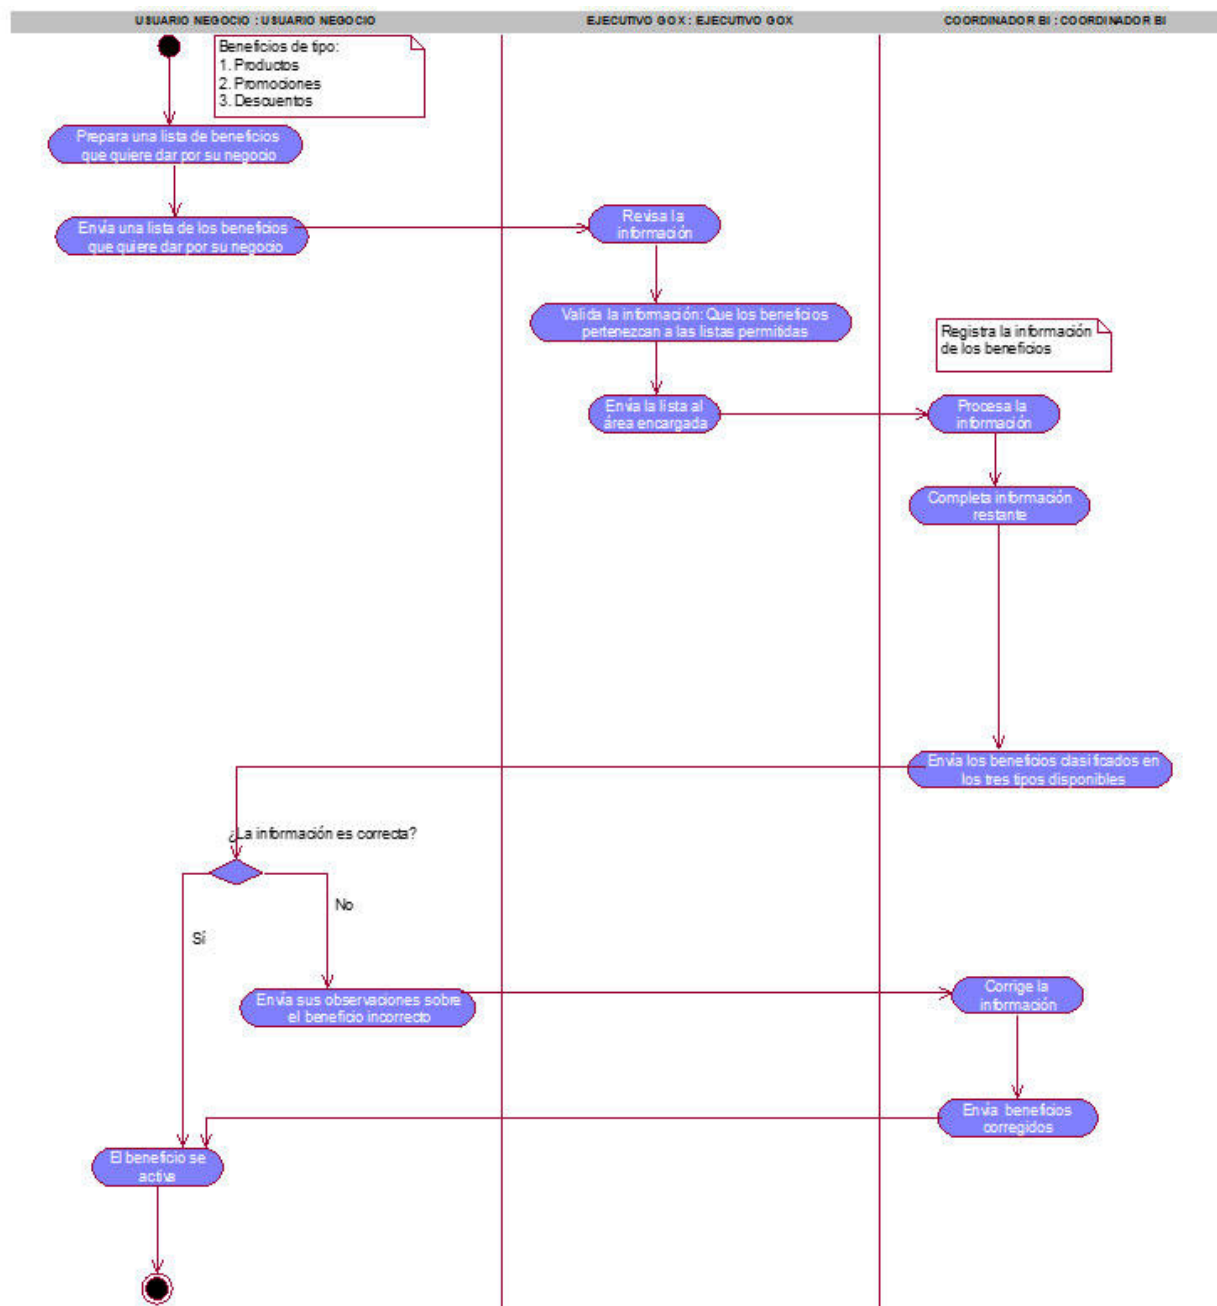 USUARIO NEGOCIO : USUARIO NEGOCIO
EJECUTIVO GOX : EJECUTIVO GOX
COORDINADOR BI : COORDINADOR BI
Beneficios de tipo:
1. Productos
2. Promociones
3. Descuentos
Prepara una lista de beneficios
que quiere dar por su negocio
Envía una lista de los beneficios
que quiere dar por su negocio
Revisa la
información
Valida la información: Que los beneficios
pertenezcan a las listas permitidas
Registra la información
de los beneficios
Envía la lista al
área encargada
Procesa la
información
Completa información
restante
Envía los beneficios clasificados en
los tres tipos disponibles
¿La información es correcta?
No
Sí
Envía sus observaciones sobre
el beneficio incorrecto
Corrige la
información
Envía beneficios
corregidos
El beneficio se
activa